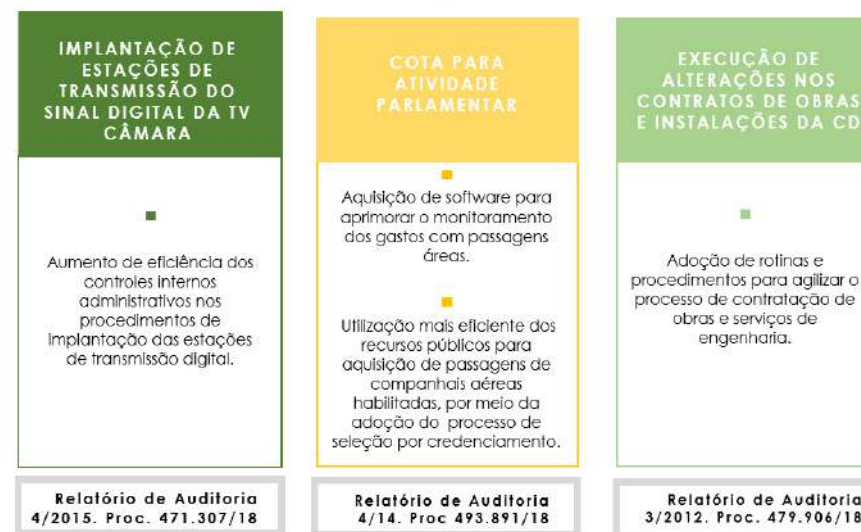 IMPLANTAÇÃO DE
ESTAÇÕES DE
TRANSMISSÃO DO
SINAL DIGITAL DA TV
CÂMARA
Aumento de eficiência dos
controles internos
administrativos nos
procedimentos de
implantação das estações
de transmissão digital.
Relatório de Auditoria
4/2015. Proc. 471.307/18
COTA PARA
ATIVIDADE
PARLAMENTAR
Aquisição de software para
aprimorar o monitoramento
dos gastos com passagens
áreas.
Utilização mais eficiente dos
recursos públicos para
aquisição de passagens de
companhais aéreas
habilitadas, por meio da
adoção do processo de
seleção por credenciamento.
Relatório de Auditoria
4/14. Proc 493.891/18
EXECUÇÃO DE
ALTERAÇÕES NOS
CONTRATOS DE OBRAS
E INSTALAÇÕES DA CD
Adoção de rotinas e
procedimentos para agilizar o
processo de contratação de
obras e serviços de
engenharia.
Relatório de Auditoria
3/2012. Proc. 479.906/18